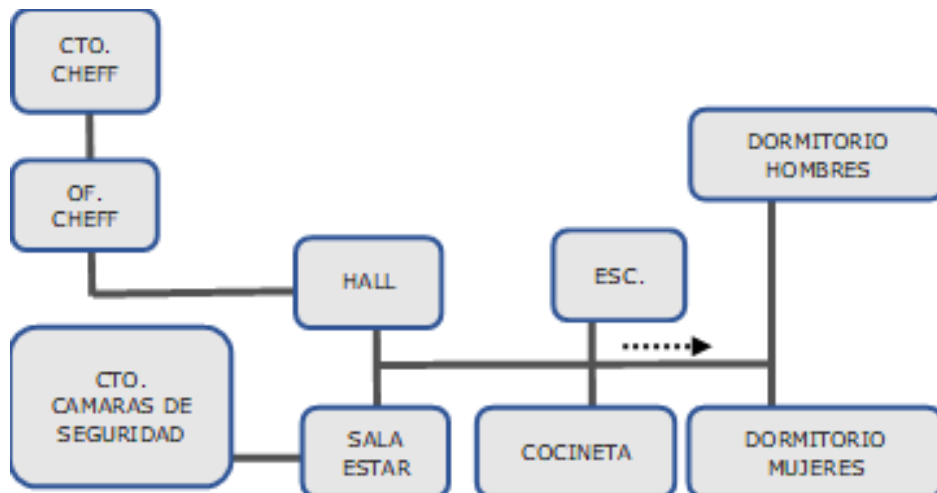 CTO.
CHEFF
DORMITORIO
HOMBRES
OF.
CHEFF
HALL
ESC.
CTO.
CAMARAS DE
SEGURIDAD
SALA
ESTAR
COCINETA
DORMITORIO
MUJERES